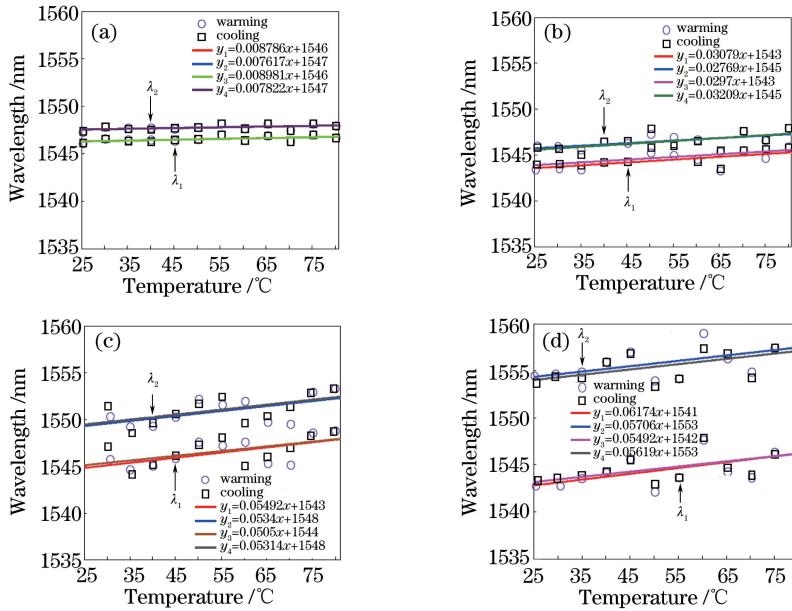 (a)
warming
cooling
y₁=0.008786x+1546
y₂=0.007617x+1547
y₃=0.008981x+1546
y₄=0.007822x+1547
λ₂
λ₁
1560
1555
1550
1545
1540
1535
Wavelength /nm
25 35 45 55 65 75
Temperature /℃
(b)
warming
cooling
y₁=0.03079x+1543
y₂=0.02769x+1545
y₃=0.0297x+1543
y₄=0.03209x+1545
λ₂
λ₁
1560
1555
1550
1545
1540
1535
Wavelength /nm
25 35 45 55 65 75
Temperature /℃
(c)
λ₂
λ₁
warming
cooling
y₁=0.05492x+1543
y₂=0.0534x+1548
y₃=0.0505x+1544
y₄=0.05314x+1548
1560
1555
1550
1545
1540
1535
Wavelength /nm
25 35 45 55 65 75
Temperature /℃
(d)
λ₂
warming
cooling
y₁=0.06174x+1541
y₂=0.05706x+1553
y₃=0.05492x+1542
y₄=0.05619x+1553
λ₁
1560
1555
1550
1545
1540
1535
Wavelength /nm
25 35 45 55 65 75
Temperature /℃